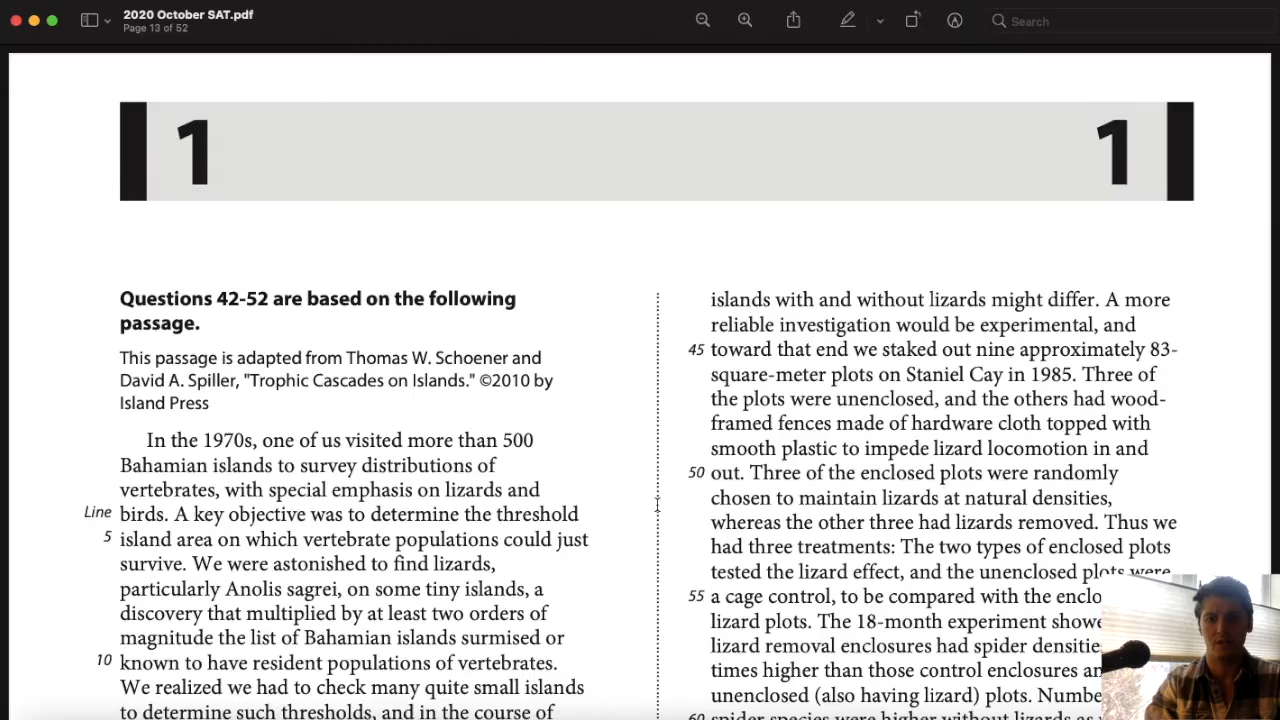 2020 October SAT.pdf
Page 13 of 52
Search
1
1
Questions 42-52 are based on the following
passage.
This passage is adapted from Thomas W. Schoener and
David A. Spiller, "Trophic Cascades on Islands." ©2010 by
Island Press
In the 1970s, one of us visited more than 500
Bahamian islands to survey distributions of
vertebrates, with special emphasis on lizards and
Line birds. A key objective was to determine the threshold
5 island area on which vertebrate populations could just
survive. We were astonished to find lizards,
particularly Anolis sagrei, on some tiny islands, a
discovery that multiplied by at least two orders of
magnitude the list of Bahamian islands surmised or
10 known to have resident populations of vertebrates.
We realized we had to check many quite small islands
to determine such thresholds, and in the course of
islands with and without lizards might differ. A more
reliable investigation would be experimental, and
45 toward that end we staked out nine approximately 83-
square-meter plots on Staniel Cay in 1985. Three of
the plots were unenclosed, and the others had wood-
framed fences made of hardware cloth topped with
smooth plastic to impede lizard locomotion in and
50 out. Three of the enclosed plots were randomly
chosen to maintain lizards at natural densities,
whereas the other three had lizards removed. Thus we
had three treatments: The two types of enclosed plots
tested the lizard effect, and the unenclosed plots were
55 a cage control, to be compared with the enclo
lizard plots. The 18-month experiment showe
lizard removal enclosures had spider densitie
times higher than those control enclosures an
unenclosed (also having lizard) plots. Numbe
60 spider species were higher without lizards as